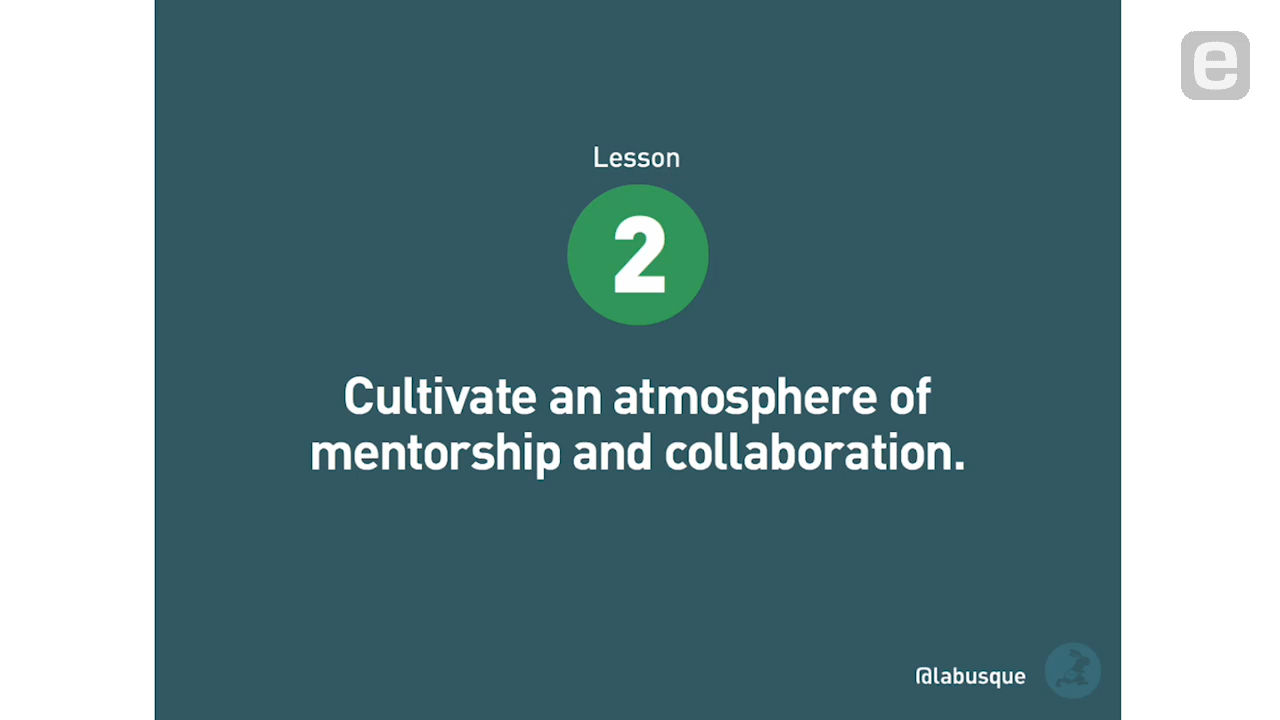 e
Lesson
2
Cultivate an atmosphere of
mentorship and collaboration.
@labusque